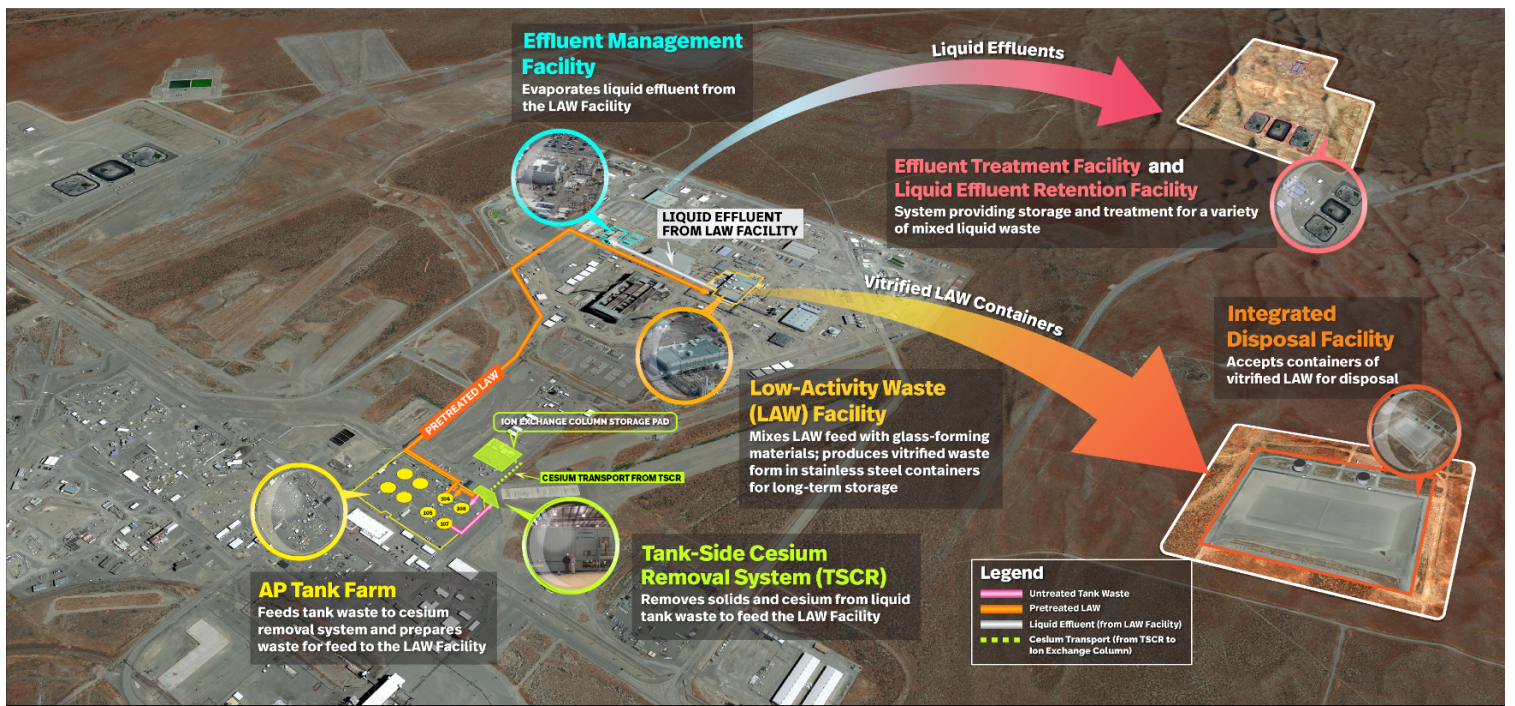 Effluent Management
Facility
Evaporates liquid effluent from
the LAW Facility
Liquid Effluents
Effluent Treatment Facility and
Liquid Effluent Retention Facility
System providing storage and treatment for a variety
of mixed liquid waste
LIQUID EFFLUENT
FROM LAW FACILITY
Vitrified LAW Containers
Integrated
Disposal Facility
Accepts containers of
vitrified LAW for disposal
PRETREATED LAW
Low-Activity Waste
(LAW) Facility
Mixes LAW feed with glass-forming
materials; produces vitrified waste
form in stainless steel containers
for long-term storage
ION EXCHANGE COLUMN STORAGE PAD
CESIUM TRANSPORT FROM TSCR
106
105
108
107
Tank-Side Cesium
Removal System (TSCR)
Removes solids and cesium from liquid
tank waste to feed the LAW Facility
AP Tank Farm
Feeds tank waste to cesium
removal system and prepares
waste for feed to the LAW Facility
Legend
Untreated Tank Waste
Pretreated LAW
Liquid Effluent (from LAW Facility)
Cesium Transport (from TSCR to
Ion Exchange Column)